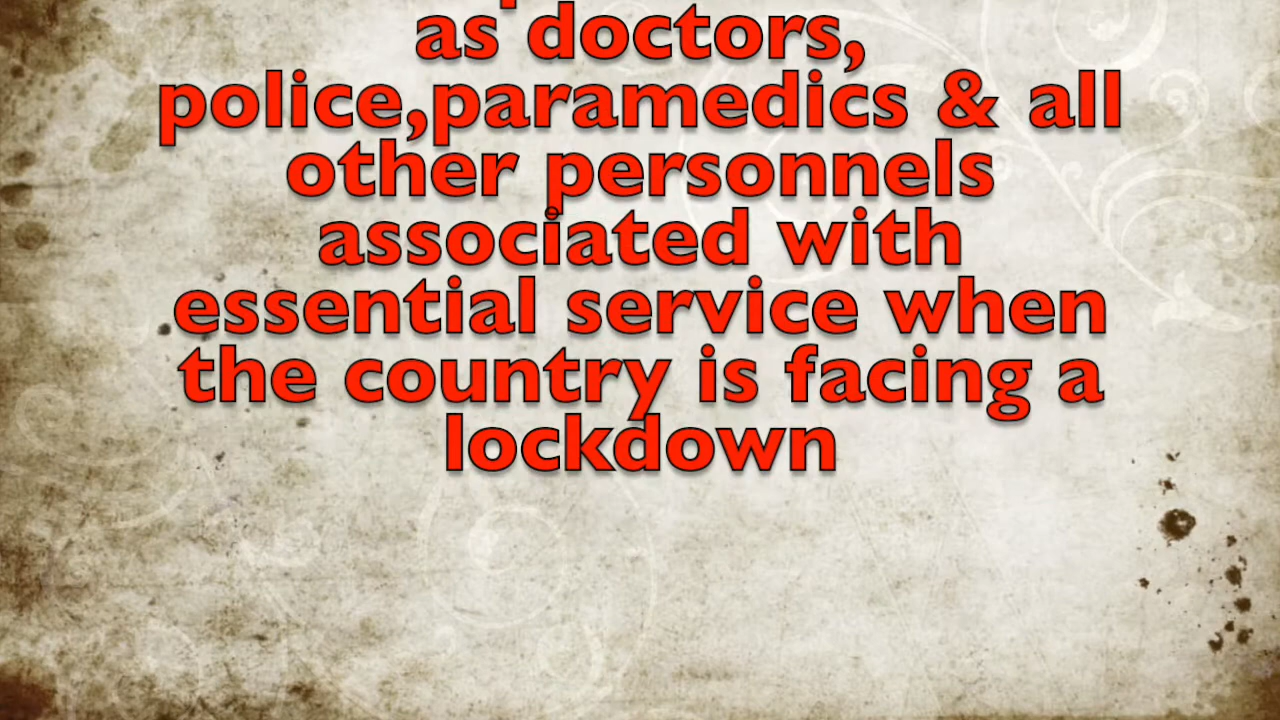 as doctors,
police,paramedics & all
other personnels
associated with
essential service when
the country is facing a
lockdown